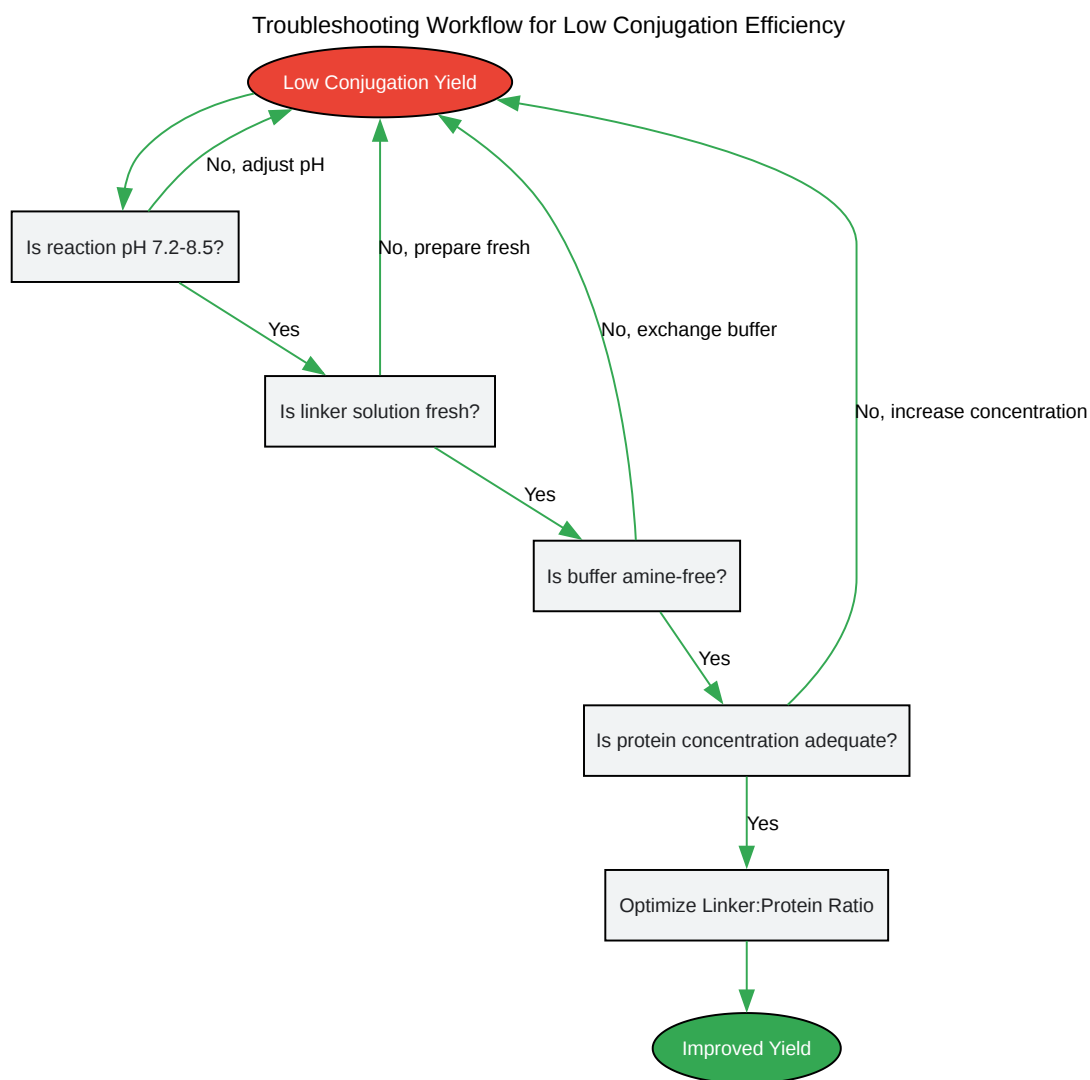 Troubleshooting Workflow for Low Conjugation Efficiency
Low Conjugation Yield
No, adjust pH
Is reaction pH 7.2-8.5?
No, prepare fresh
Yes
No, exchange buffer
Is linker solution fresh?
No, increase concentration
Yes
Is buffer amine-free?
Yes
Is protein concentration adequate?
Yes
Optimize Linker:Protein Ratio
Improved Yield